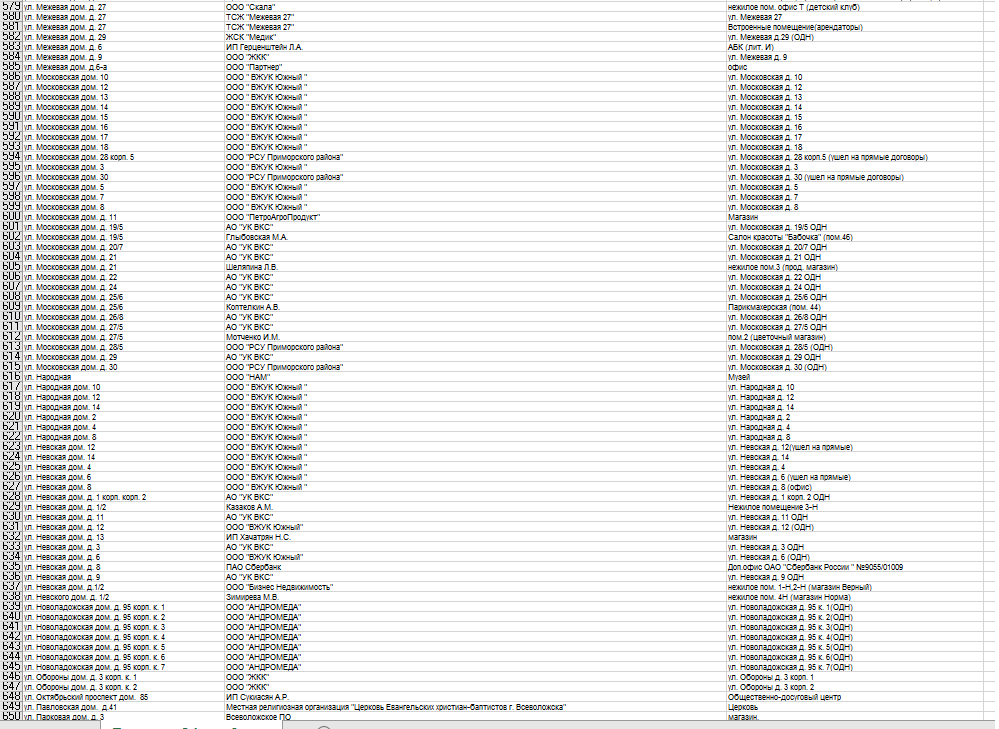 579 ул. Межевая дом. д. 27 ООО "Скала" нежилое пом. офис Т (детский клуб)
580 ул. Межевая дом. д. 27 ТСЖ "Межевая 27" ул. Межевая 27
581 ул. Межевая дом. д. 27 ТСЖ "Межевая 27" Встроенные помещение(арендаторы)
582 ул. Межевая дом. д. 29 ЖСК "Медик" ул. Межевая д.29 (ОДН)
583 ул. Межевая дом. д. 6 ИП Герценштейн Л.А. АБК (лит. И)
584 ул. Межевая дом. д. 9 ООО "ЖКК" ул. Межевая д. 9
585 ул. Межевая дом. д.6-а ООО "Партнер" офис
586 ул. Московская дом. 10 ООО " ВЖУК Южный " ул. Московская д. 10
587 ул. Московская дом. 12 ООО " ВЖУК Южный " ул. Московская д. 12
588 ул. Московская дом. 13 ООО " ВЖУК Южный " ул. Московская д. 13
589 ул. Московская дом. 14 ООО " ВЖУК Южный " ул. Московская д. 14
590 ул. Московская дом. 15 ООО " ВЖУК Южный " ул. Московская д. 15
591 ул. Московская дом. 16 ООО " ВЖУК Южный " ул. Московская д. 16
592 ул. Московская дом. 17 ООО " ВЖУК Южный " ул. Московская д. 17
593 ул. Московская дом. 18 ООО " ВЖУК Южный " ул. Московская д. 18
594 ул. Московская дом. 28 корп. 5 ООО "РСУ Приморского района" ул. Московская д. 28 корп.5 (ушел на прямые договоры)
595 ул. Московская дом. 3 ООО " ВЖУК Южный " ул. Московская д. 3
596 ул. Московская дом. 30 ООО "РСУ Приморского района" ул. Московская д. 30 (ушел на прямые договоры)
597 ул. Московская дом. 5 ООО " ВЖУК Южный " ул. Московская д. 5
598 ул. Московская дом. 7 ООО " ВЖУК Южный " ул. Московская д. 7
599 ул. Московская дом. 8 ООО " ВЖУК Южный " ул. Московская д. 8
600 ул. Московская дом. д. 11 ООО "ПетроАгроПродукт" Магазин
601 ул. Московская дом. д. 19/5 АО "УК ВКС" ул. Московская д. 19/5 ОДН
602 ул. Московская дом. д. 19/5 Глыбовская М.А. Салон красоты "Бабочка" (пом.46)
603 ул. Московская дом. д. 20/7 АО "УК ВКС" ул. Московская д. 20/7 ОДН
604 ул. Московская дом. д. 21 АО "УК ВКС" ул. Московская д. 21 ОДН
605 ул. Московская дом. д. 21 Шеляпина Л.В. нежилое пом.3 (прод. магазин)
606 ул. Московская дом. д. 22 АО "УК ВКС" ул. Московская д. 22 ОДН
607 ул. Московская дом. д. 24 АО "УК ВКС" ул. Московская д. 24 ОДН
608 ул. Московская дом. д. 25/6 АО "УК ВКС" ул. Московская д. 25/6 ОДН
609 ул. Московская дом. д. 25/6 Коптелкин А.В. Парикмахерская (пом. 44)
610 ул. Московская дом. д. 26/8 АО "УК ВКС" ул. Московская д. 26/8 ОДН
611 ул. Московская дом. д. 27/5 АО "УК ВКС" ул. Московская д. 27/5 ОДН
612 ул. Московская дом. д. 27/5 Мотченко И.М. пом.2 (цветочный магазин)
613 ул. Московская дом. д. 28/5 ООО "РСУ Приморского района" ул. Московская д. 28/5 (ОДН)
614 ул. Московская дом. д. 29 АО "УК ВКС" ул. Московская д. 29 ОДН
615 ул. Московская дом. д. 30 ООО "РСУ Приморского района" ул. Московская д. 30 (ОДН)
616 ул. Народная ООО "НАМ" Музей
617 ул. Народная дом. 10 ООО " ВЖУК Южный " ул. Народная д. 10
618 ул. Народная дом. 12 ООО " ВЖУК Южный " ул. Народная д. 12
619 ул. Народная дом. 14 ООО " ВЖУК Южный " ул. Народная д. 14
620 ул. Народная дом. 2 ООО " ВЖУК Южный " ул. Народная д. 2
621 ул. Народная дом. 4 ООО " ВЖУК Южный " ул. Народная д. 4
622 ул. Народная дом. 8 ООО " ВЖУК Южный " ул. Народная д. 8
623 ул. Невская дом. 12 ООО " ВЖУК Южный " ул. Невская д. 12(ушел на прямые)
624 ул. Невская дом. 14 ООО " ВЖУК Южный " ул. Невская д. 14
625 ул. Невская дом. 4 ООО " ВЖУК Южный " ул. Невская д. 4
626 ул. Невская дом. 6 ООО " ВЖУК Южный " ул. Невская д. 6 (ушел на прямые)
627 ул. Невская дом. 8 ООО " ВЖУК Южный " ул. Невская д. 8 (офис)
628 ул. Невская дом. д. 1 корп. корп. 2 АО "УК ВКС" ул. Невская д. 1 корп. 2 ОДН
629 ул. Невская дом. д. 1/2 Казаков А.М. Нежилое помещение 3-Н
630 ул. Невская дом. д. 11 АО "УК ВКС" ул. Невская д. 11 ОДН
631 ул. Невская дом. д. 12 ООО "ВЖУК Южный" ул. Невская д. 12 (ОДН)
632 ул. Невская дом. д. 13 ИП Хачатрян Н.С. магазин
633 ул. Невская дом. д. 3 АО "УК ВКС" ул. Невская д. 3 ОДН
634 ул. Невская дом. д. 6 ООО "ВЖУК Южный" ул. Невская д. 6 (ОДН)
635 ул. Невская дом. д. 8 ПАО Сбербанк Доп.офис ОАО "Сбербанк России " №9055/01009
636 ул. Невская дом. д. 9 АО "УК ВКС" ул. Невская д. 9 ОДН
637 ул. Невская дом. д.1/2 ООО "Бизнес Недвижимость" нежилое пом. 1-Н,2-Н (магазин Верный)
638 ул. Невского дом. д. 1/2 Зимирева М.В. нежилое пом. 4Н (магазин Норма)
639 ул. Новоладожская дом. д. 95 корп. к. 1 ООО "АНДРОМЕДА" ул. Новоладожская д. 95 к. 1(ОДН)
640 ул. Новоладожская дом. д. 95 корп. к. 2 ООО "АНДРОМЕДА" ул. Новоладожская д. 95 к. 2(ОДН)
641 ул. Новоладожская дом. д. 95 корп. к. 3 ООО "АНДРОМЕДА" ул. Новоладожская д. 95 к. 3(ОДН)
642 ул. Новоладожская дом. д. 95 корп. к. 4 ООО "АНДРОМЕДА" ул. Новоладожская д. 95 к. 4(ОДН)
643 ул. Новоладожская дом. д. 95 корп. к. 5 ООО "АНДРОМЕДА" ул. Новоладожская д. 95 к. 5(ОДН)
644 ул. Новоладожская дом. д. 95 корп. к. 6 ООО "АНДРОМЕДА" ул. Новоладожская д. 95 к. 6(ОДН)
645 ул. Новоладожская дом. д. 95 корп. к. 7 ООО "АНДРОМЕДА" ул. Новоладожская д. 95 к. 7(ОДН)
646 ул. Обороны дом. д. 3 корп. к. 1 ООО "ЖКК" ул. Обороны д. 3 корп. 1
647 ул. Обороны дом. д. 3 корп. к. 2 ООО "ЖКК" ул. Обороны д. 3 корп. 2
648 ул. Октябрьский проспект дом. 85 ИП Сукиасян А.Р. Общественно-досуговый центр
649 ул. Павловская дом. д.41 Местная религиозная организация "Церковь Евангельских христиан-баптистов г. Всеволожска" Церковь
650 ул. Парковая дом. д. 3 Всеволожское ПО магазин.